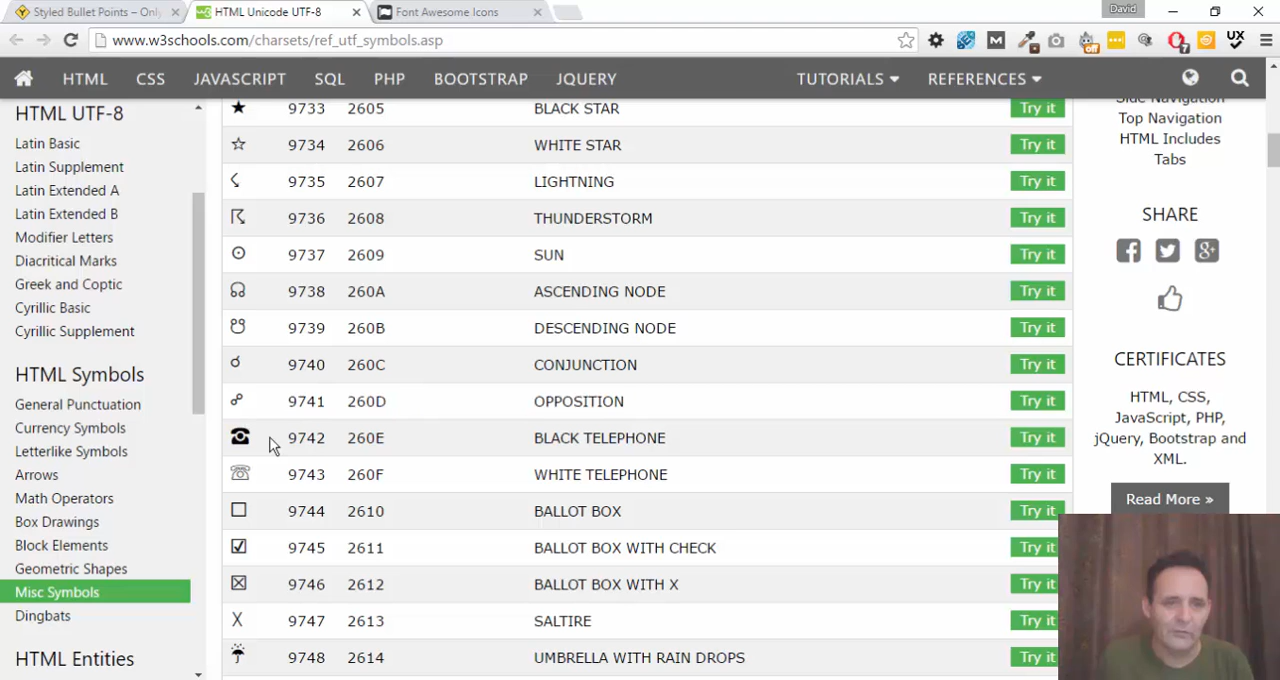 Styled Bullet Points – Onl
HTML Unicode UTF-8
Font Awesome Icons
David
www.w3schools.com/charsets/ref_utf_symbols.asp
HTML CSS JAVASCRIPT SQL PHP BOOTSTRAP JQUERY TUTORIALS REFERENCES
HTML UTF-8
Latin Basic
Latin Supplement
Latin Extended A
Latin Extended B
Modifier Letters
Diacritical Marks
Greek and Coptic
Cyrillic Basic
Cyrillic Supplement
HTML Symbols
General Punctuation
Currency Symbols
Letterlike Symbols
Arrows
Math Operators
Box Drawings
Block Elements
Geometric Shapes
Misc Symbols
Dingbats
HTML Entities
★ 9733 2605 BLACK STAR Try it
☆ 9734 2606 WHITE STAR Try it
☇ 9735 2607 LIGHTNING Try it
☈ 9736 2608 THUNDERSTORM Try it
☉ 9737 2609 SUN Try it
☊ 9738 260A ASCENDING NODE Try it
☋ 9739 260B DESCENDING NODE Try it
☌ 9740 260C CONJUNCTION Try it
☍ 9741 260D OPPOSITION Try it
☎ 9742 260E BLACK TELEPHONE Try it
☏ 9743 260F WHITE TELEPHONE Try it
☐ 9744 2610 BALLOT BOX Try it
☑ 9745 2611 BALLOT BOX WITH CHECK Try it
☒ 9746 2612 BALLOT BOX WITH X Try it
☓ 9747 2613 SALTIRE Try it
☔ 9748 2614 UMBRELLA WITH RAIN DROPS Try it
Side Navigation
Top Navigation
HTML Includes
Tabs
SHARE
CERTIFICATES
HTML, CSS,
JavaScript, PHP,
jQuery, Bootstrap and
XML.
Read More »